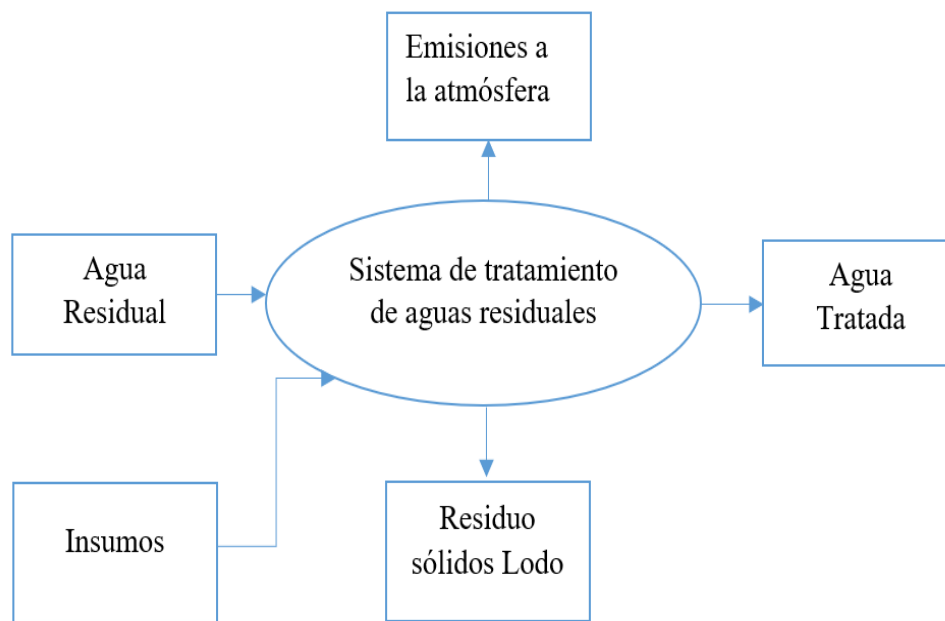 Emisiones a
la atmósfera
Agua
Residual
Sistema de tratamiento
de aguas residuales
Agua
Tratada
Insumos
Residuo
sólidos Lodo